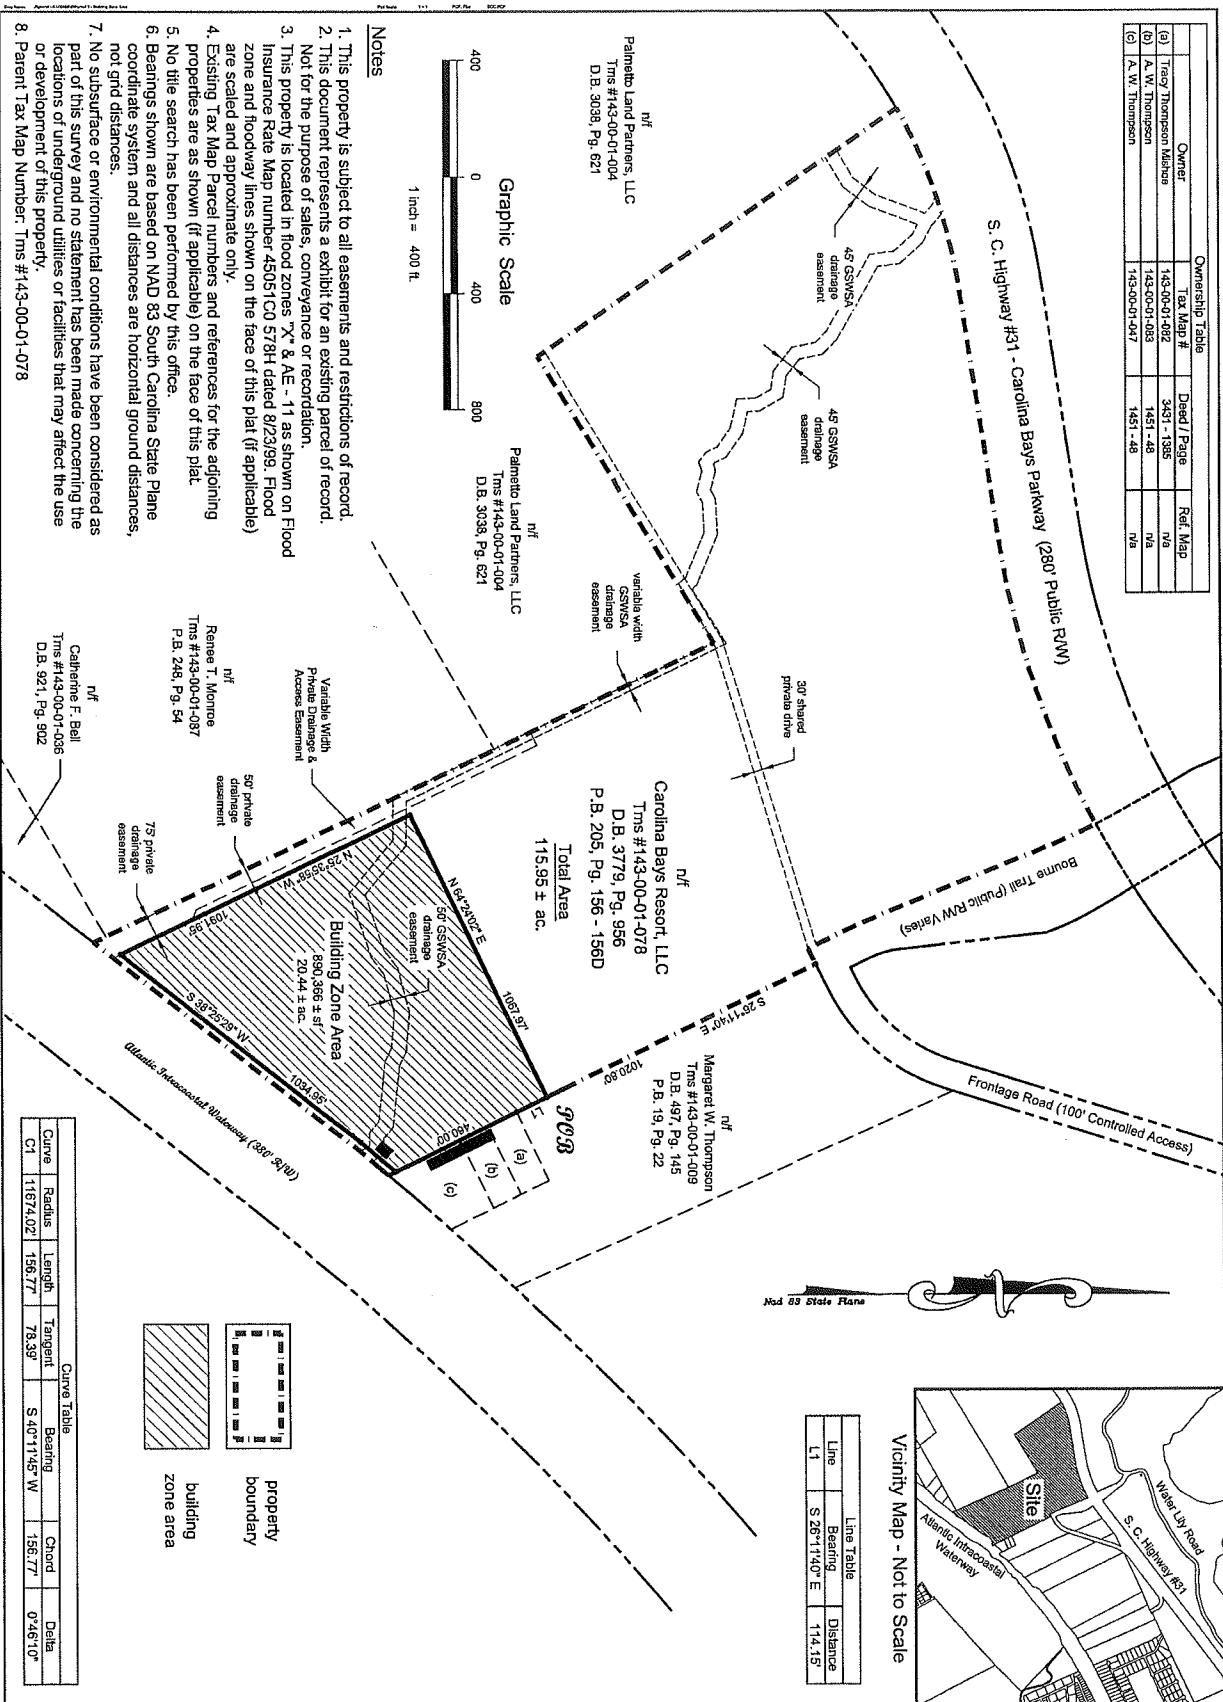 Ownership Table
Owner Tax Map # Deed / Page Ref. Map
(a) Tracy Thompson Mishoe 143-00-01-082 3431 - 1385 n/a
(b) A. W. Thompson 143-00-01-083 1451 - 48 n/a
(c) A. W. Thompson 143-00-01-047 1451 - 48 n/a
S. C. Highway #31 - Carolina Bays Parkway (280' Public R/W)
n/f
Palmetto Land Partners, LLC
Tms #143-00-01-004
D.B. 3038, Pg. 621
45' GSWSA
drainage
easement
45' GSWSA
drainage
easement
Graphic Scale
400 0 400 800
1 inch = 400 ft.
n/f
Palmetto Land Partners, LLC
Tms #143-00-01-004
D.B. 3038, Pg. 621
variable width
GSWSA
drainage
easement
30' shared
private drive
Bourne Trail (Public R/W Varies)
Frontage Road (100' Controlled Access)
n/f
Carolina Bays Resort, LLC
Tms #143-00-01-078
D.B. 3779, Pg. 956
P.B. 205, Pg. 156 - 156D
Total Area
115.95 ± ac.
S 26°11'40" E
1020.80'
n/f
Margaret W. Thompson
Tms #143-00-01-009
D.B. 497, Pg. 145
P.B. 19, Pg. 22
POB
L1
(a)
(b)
(c)
460.00'
N 64°24'02" E
1067.97'
50' GSWSA
drainage
easement
Building Zone Area
890,366 ± sf
20.44 ± ac.
N 25°35'58" W
1091.95'
S 38°25'29" W
1034.95'
Atlantic Intracoastal Waterway (380' R/W)
Variable Width
Private Drainage &
Access Easement
50' private
drainage
easement
75' private
drainage
easement
n/f
Renee T. Monroe
Tms #143-00-01-087
P.B. 248, Pg. 54
n/f
Catherine F. Bell
Tms #143-00-01-036
D.B. 921, Pg. 902
Notes
1. This property is subject to all easements and restrictions of record.
2. This document represents a exhibit for an existing parcel of record.
Not for the purpose of sales, conveyance or recordation.
3. This property is located in flood zones "X" & AE - 11 as shown on Flood
Insurance Rate Map number 45051C0 578H dated 8/23/99. Flood
zone and floodway lines shown on the face of this plat (if applicable)
are scaled and approximate only.
4. Existing Tax Map Parcel numbers and references for the adjoining
properties are as shown (if applicable) on the face of this plat.
5. No title search has been performed by this office.
6. Bearings shown are based on NAD 83 South Carolina State Plane
coordinate system and all distances are horizontal ground distances,
not grid distances.
7. No subsurface or environmental conditions have been considered as
part of this survey and no statement has been made concerning the
locations of underground utilities or facilities that may affect the use
or development of this property.
8. Parent Tax Map Number: Tms #143-00-01-078
Nad 83 State Plane
Water Lily Road
S. C. Highway #31
Site
Atlantic Intracoastal
Waterway
Vicinity Map - Not to Scale
Line Table
Line Bearing Distance
L1 S 26°11'40" E 114.15'
property
boundary
building
zone area
Curve Table
Curve Radius Length Tangent Bearing Chord Delta
C1 11674.02' 156.77' 78.39' S 40°11'45" W 156.77' 0°46'10"